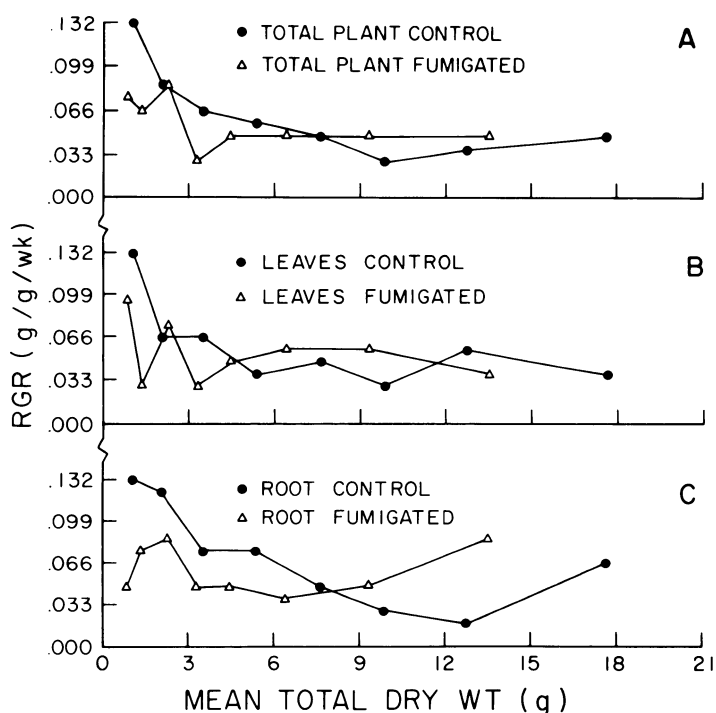 RGR (g/g/wk)
.132
.099
.066
.033
.000
● TOTAL PLANT CONTROL
△ TOTAL PLANT FUMIGATED
A
.132
.099
.066
.033
.000
● LEAVES CONTROL
△ LEAVES FUMIGATED
B
.132
.099
.066
.033
.000
● ROOT CONTROL
△ ROOT FUMIGATED
C
0 3 6 9 12 15 18 21
MEAN TOTAL DRY WT (g)